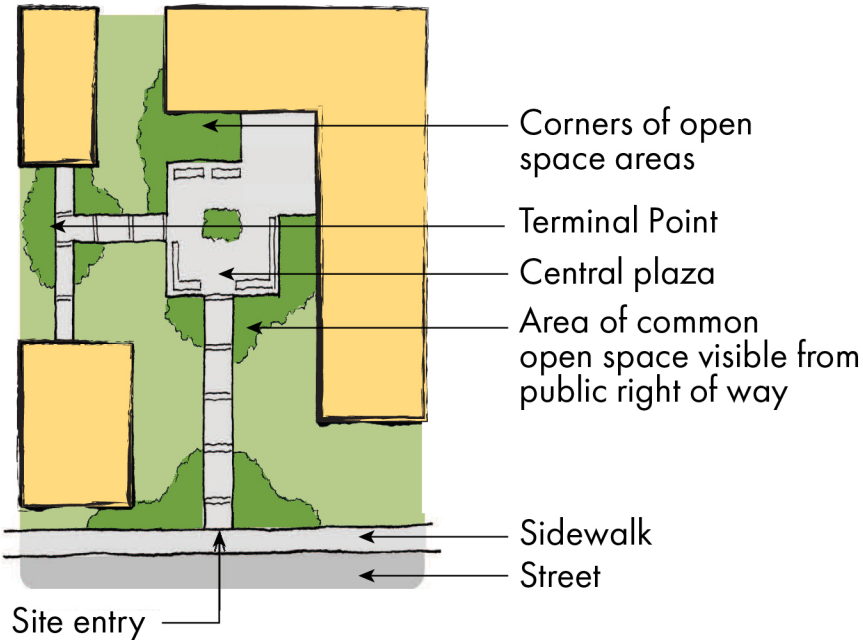 Corners of open
space areas
Terminal Point
Central plaza
Area of common
open space visible from
public right of way
Sidewalk
Street
Site entry